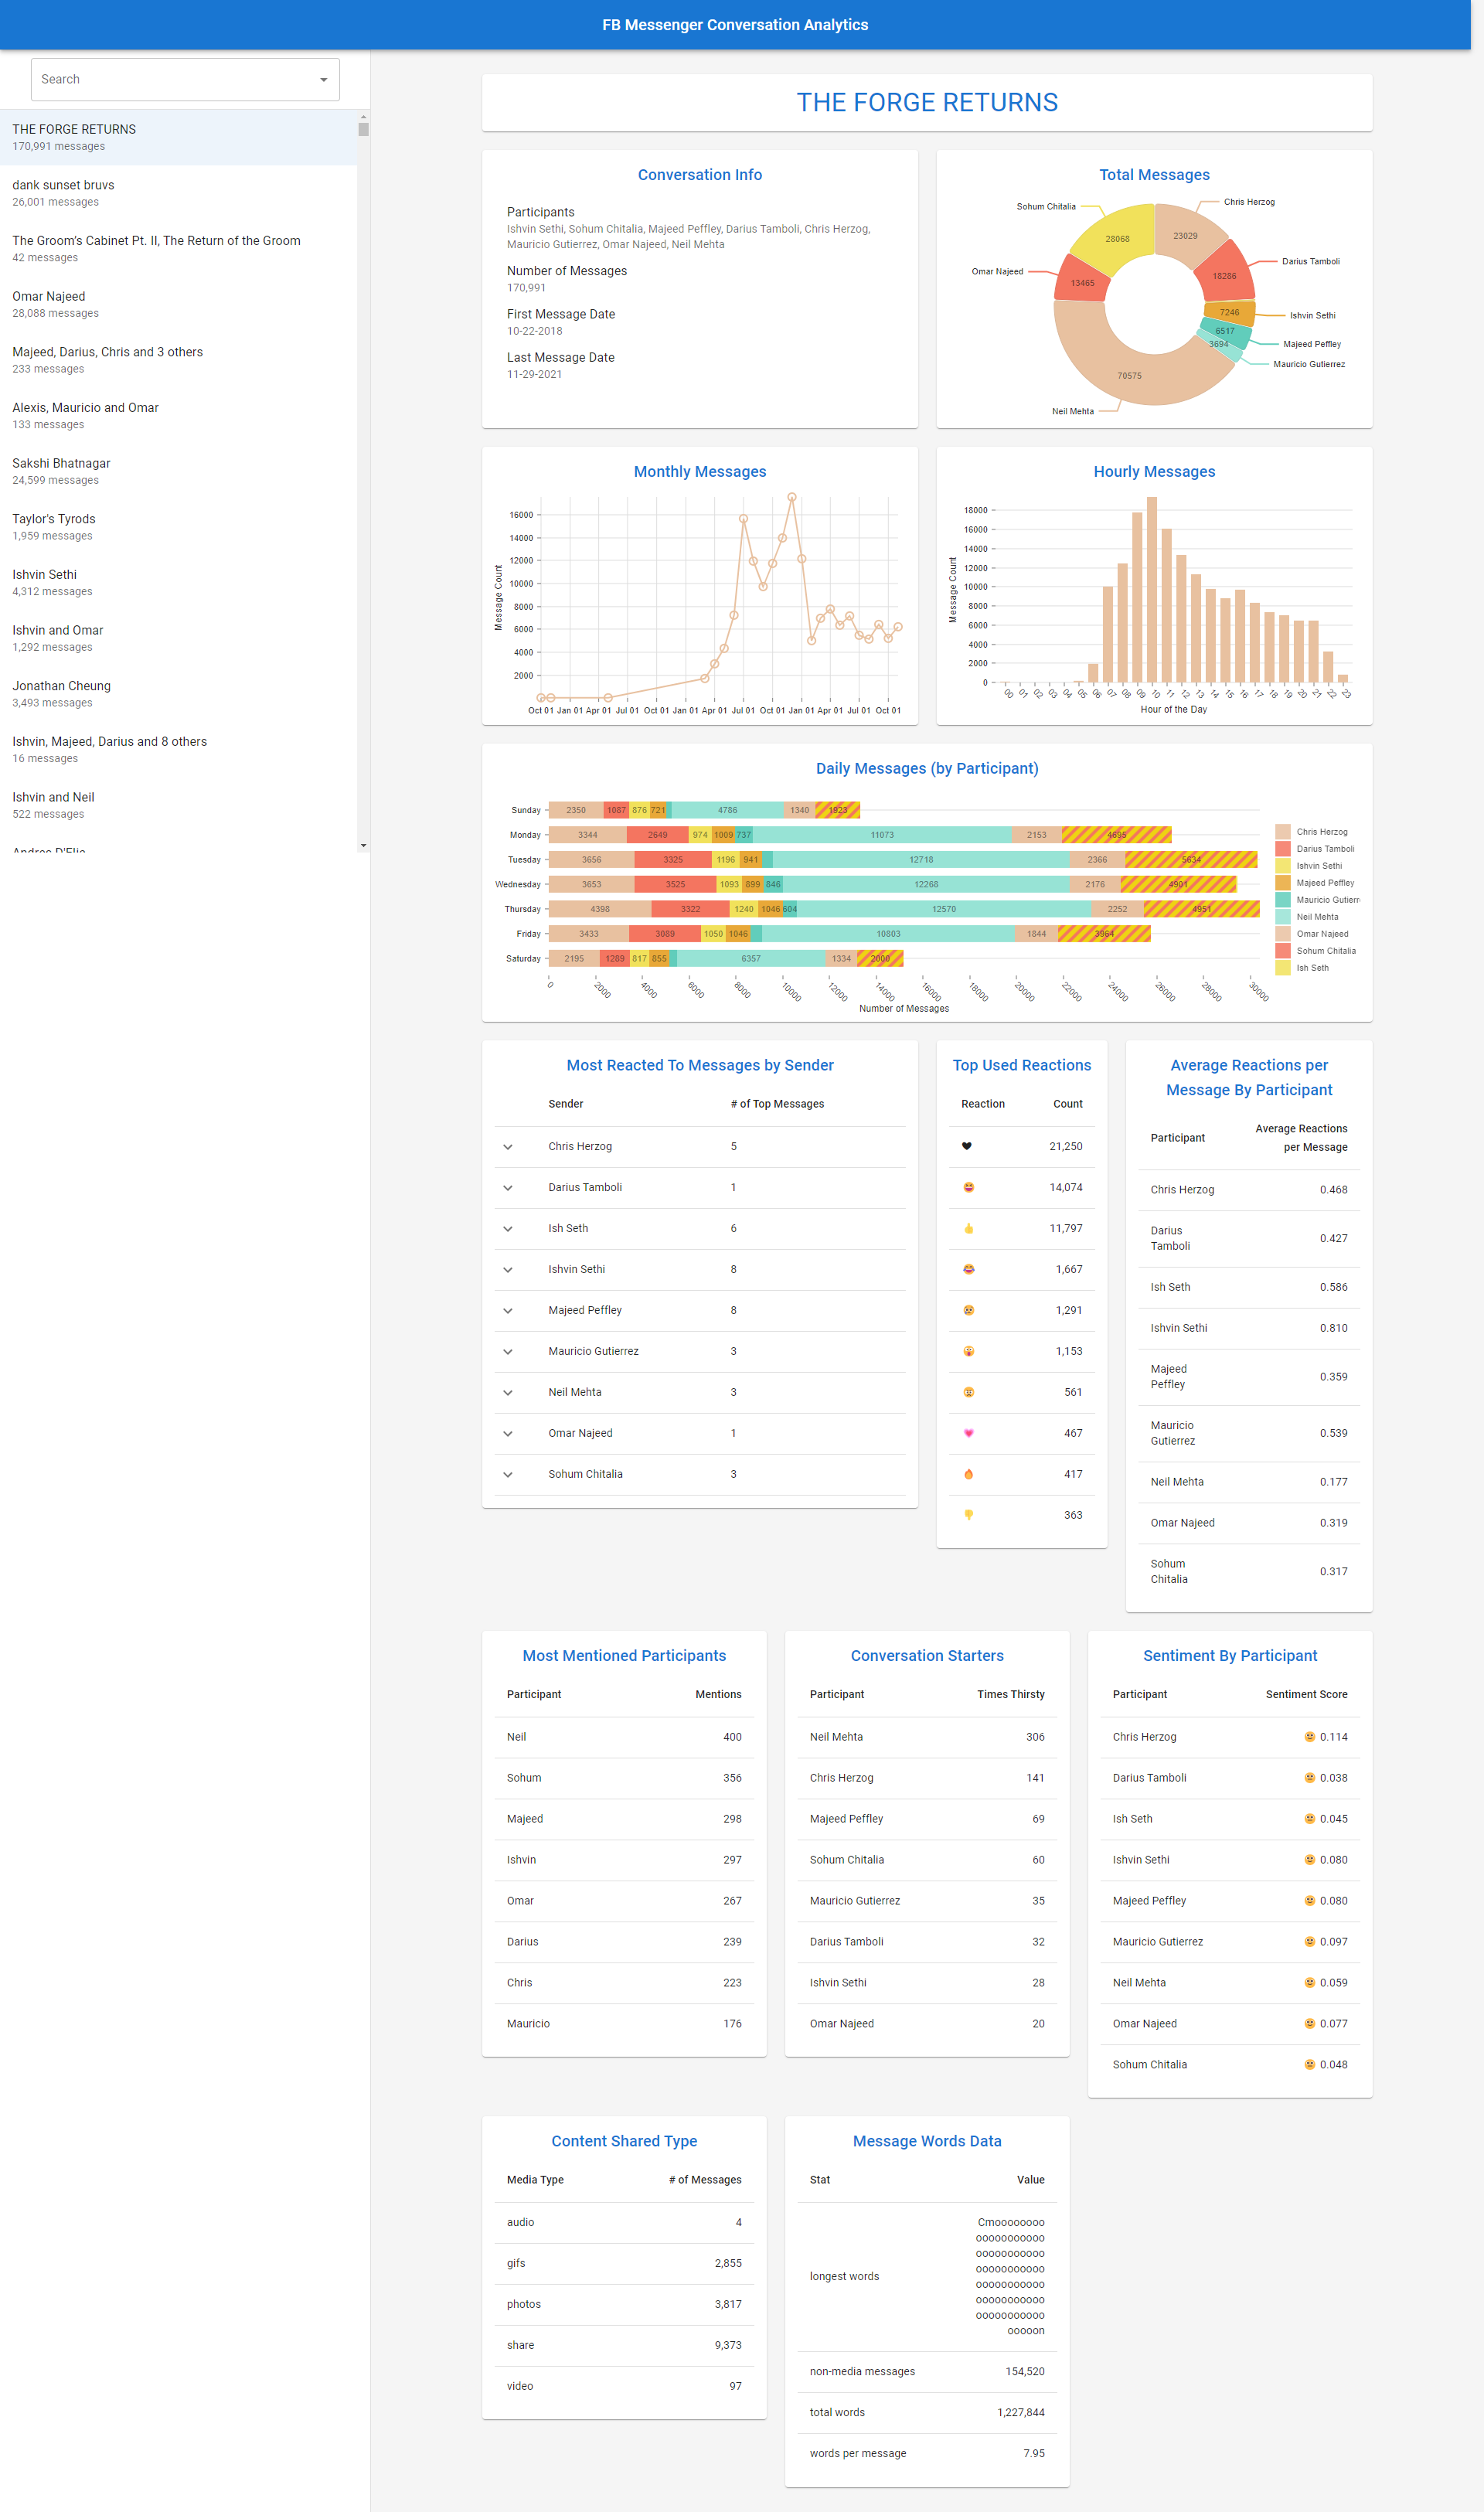 FB Messenger Conversation Analytics
Search
THE FORGE RETURNS
170,991 messages
dank sunset bruvs
26,001 messages
The Groom's Cabinet Pt. II, The Return of the Groom
42 messages
Omar Najeed
28,088 messages
Majeed, Darius, Chris and 3 others
233 messages
Alexis, Mauricio and Omar
133 messages
Sakshi Bhatnagar
24,599 messages
Taylor's Tyrods
1,959 messages
Ishvin Sethi
4,312 messages
Ishvin and Omar
1,292 messages
Jonathan Cheung
3,493 messages
Ishvin, Majeed, Darius and 8 others
16 messages
Ishvin and Neil
522 messages
Andres D'Elio
THE FORGE RETURNS
Conversation Info
Participants
Ishvin Sethi, Sohum Chitalia, Majeed Peffley, Darius Tamboli, Chris Herzog,
Mauricio Gutierrez, Omar Najeed, Neil Mehta
Number of Messages
170,991
First Message Date
10-22-2018
Last Message Date
11-29-2021
Total Messages
Chris Herzog
Sohum Chitalia
23029
28068
Darius Tamboli
Omar Najeed
18286
13465
7246
Ishvin Sethi
6517
Majeed Peffley
3694
Mauricio Gutierrez
70575
Neil Mehta
Monthly Messages
Message Count
16000
14000
12000
10000
8000
6000
4000
2000
Oct 01 Jan 01 Apr 01 Jul 01 Oct 01 Jan 01 Apr 01 Jul 01 Oct 01 Jan 01 Apr 01 Jul 01 Oct 01
Hourly Messages
Message Count
18000
16000
14000
12000
10000
8000
6000
4000
2000
0
00 01 02 03 04 05 06 07 08 09 10 11 12 13 14 15 16 17 18 19 20 21 22 23
Hour of the Day
Daily Messages (by Participant)
Sunday 2350 1087 876 721 4786 1340 1923
Monday 3344 2649 974 1009 737 11073 2153 4695
Tuesday 3656 3325 1196 941 12718 2366 5634
Wednesday 3653 3525 1093 899 846 12268 2176 4901
Thursday 4398 3322 1240 1046 604 12570 2252 4951
Friday 3433 3089 1050 1046 10803 1844 3964
Saturday 2195 1289 817 855 6357 1334 2000
0 2000 4000 6000 8000 10000 12000 14000 16000 18000 20000 22000 24000 26000 28000 30000
Number of Messages
Chris Herzog
Darius Tamboli
Ishvin Sethi
Majeed Peffley
Mauricio Gutierr
Neil Mehta
Omar Najeed
Sohum Chitalia
Ish Seth
Most Reacted To Messages by Sender
Sender # of Top Messages
Chris Herzog 5
Darius Tamboli 1
Ish Seth 6
Ishvin Sethi 8
Majeed Peffley 8
Mauricio Gutierrez 3
Neil Mehta 3
Omar Najeed 1
Sohum Chitalia 3
Top Used Reactions
Reaction Count
21,250
14,074
11,797
1,667
1,291
1,153
561
467
417
363
Average Reactions per
Message By Participant
Participant
Average Reactions
per Message
Chris Herzog 0.468
Darius
Tamboli
0.427
Ish Seth 0.586
Ishvin Sethi 0.810
Majeed
Peffley
0.359
Mauricio
Gutierrez
0.539
Neil Mehta 0.177
Omar Najeed 0.319
Sohum
Chitalia
0.317
Most Mentioned Participants
Participant Mentions
Neil 400
Sohum 356
Majeed 298
Ishvin 297
Omar 267
Darius 239
Chris 223
Mauricio 176
Conversation Starters
Participant Times Thirsty
Neil Mehta 306
Chris Herzog 141
Majeed Peffley 69
Sohum Chitalia 60
Mauricio Gutierrez 35
Darius Tamboli 32
Ishvin Sethi 28
Omar Najeed 20
Sentiment By Participant
Participant Sentiment Score
Chris Herzog 0.114
Darius Tamboli 0.038
Ish Seth 0.045
Ishvin Sethi 0.080
Majeed Peffley 0.080
Mauricio Gutierrez 0.097
Neil Mehta 0.059
Omar Najeed 0.077
Sohum Chitalia 0.048
Content Shared Type
Media Type # of Messages
audio 4
gifs 2,855
photos 3,817
share 9,373
video 97
Message Words Data
Stat Value
longest words
Cmoooooooo
ooooooooooo
ooooooooooo
ooooooooooo
ooooooooooo
ooooooooooo
ooooooooooo
ooooon
non-media messages 154,520
total words 1,227,844
words per message 7.95